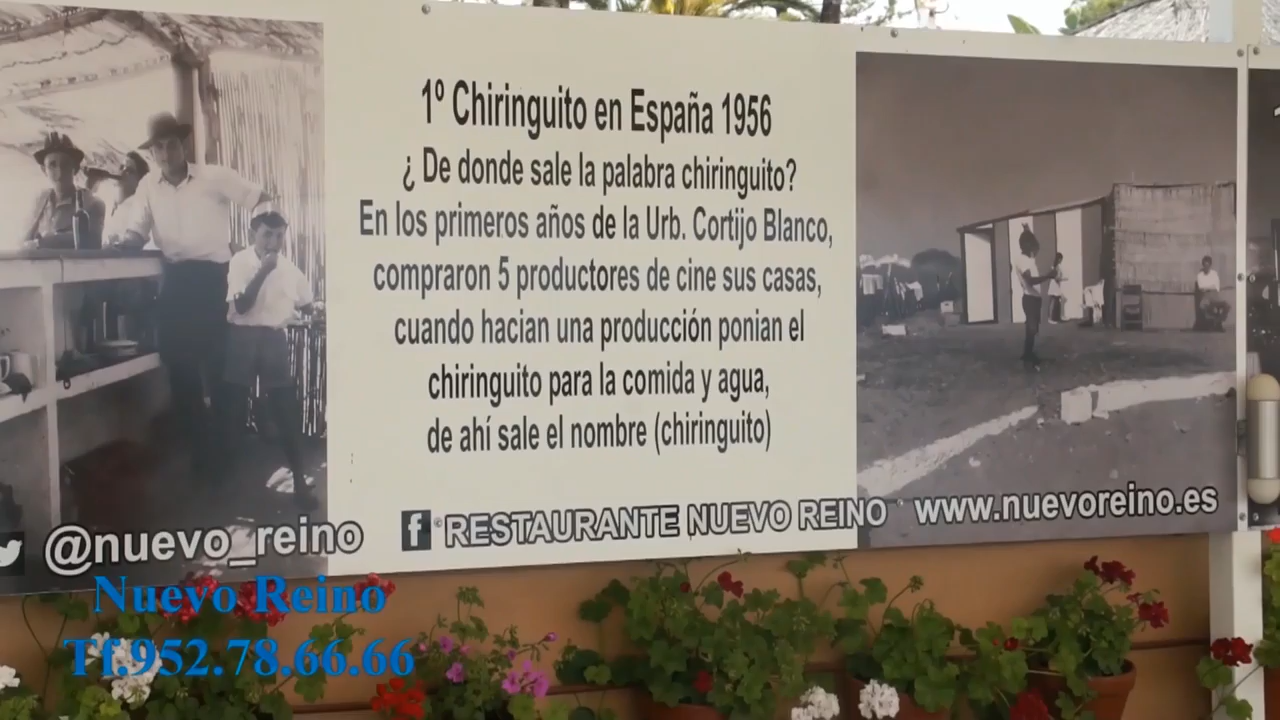 1º Chiringuito en España 1956
¿ De donde sale la palabra chiringuito?
En los primeros años de la Urb. Cortijo Blanco,
compraron 5 productores de cine sus casas,
cuando hacian una producción ponian el
chiringuito para la comida y agua,
de ahí sale el nombre (chiringuito)
@nuevo_reino
RESTAURANTE NUEVO REINO
www.nuevoreino.es
Nuevo Reino
Tf.952.78.66.66